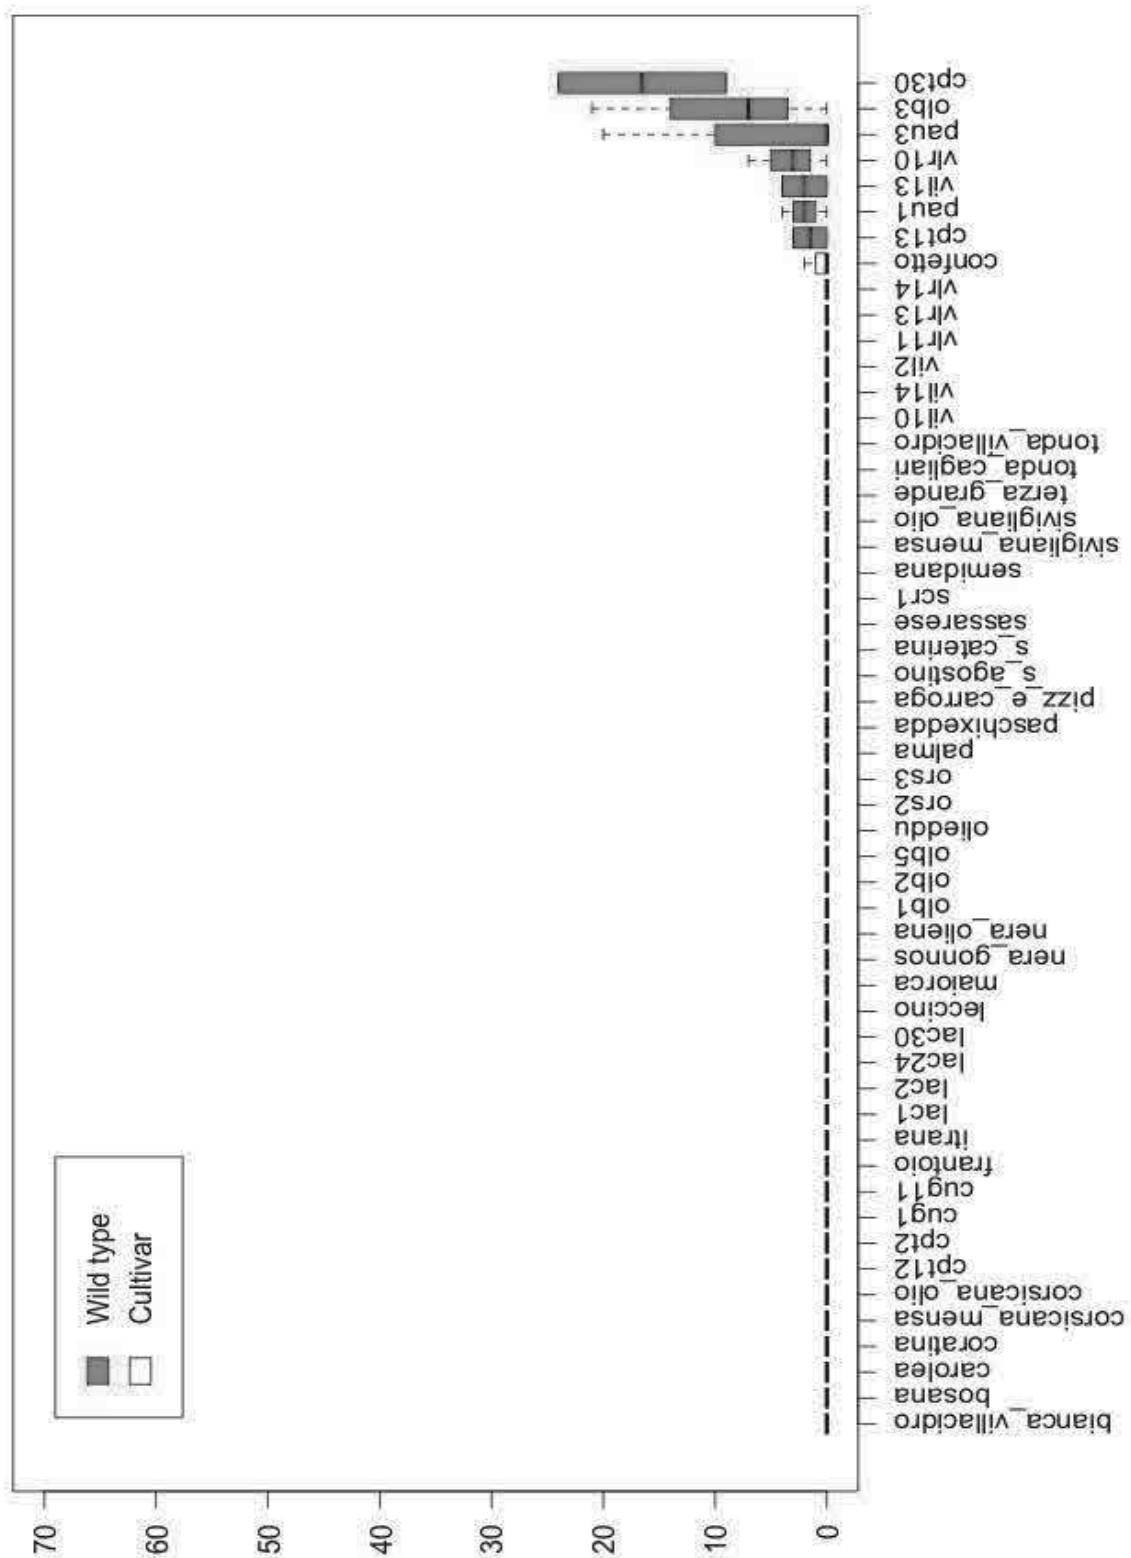 Wild type
Cultivar
70
60
50
40
30
20
10
0
bianca_villacidro
bosana
carolea
coratina
corsicana_mensa
corsicana_olio
cpt12
cpt2
cug1
cug11
frantoio
itrana
lac1
lac2
lac24
lac30
leccino
maiorca
nera_gonnos
nera_oliena
olb1
olb2
olb5
olieddu
ors2
ors3
palma
paschixedda
pizz_e_carroga
s_agostino
s_caterina
sassarese
scr1
semidana
sivigliana_mensa
sivigliana_olio
terza_grande
tonda_cagliari
tonda_villacidro
vil10
vil14
vil2
vlr11
vlr13
vlr14
confetto
cpt13
pau1
vil13
vlr10
pau3
olb3
cpt30